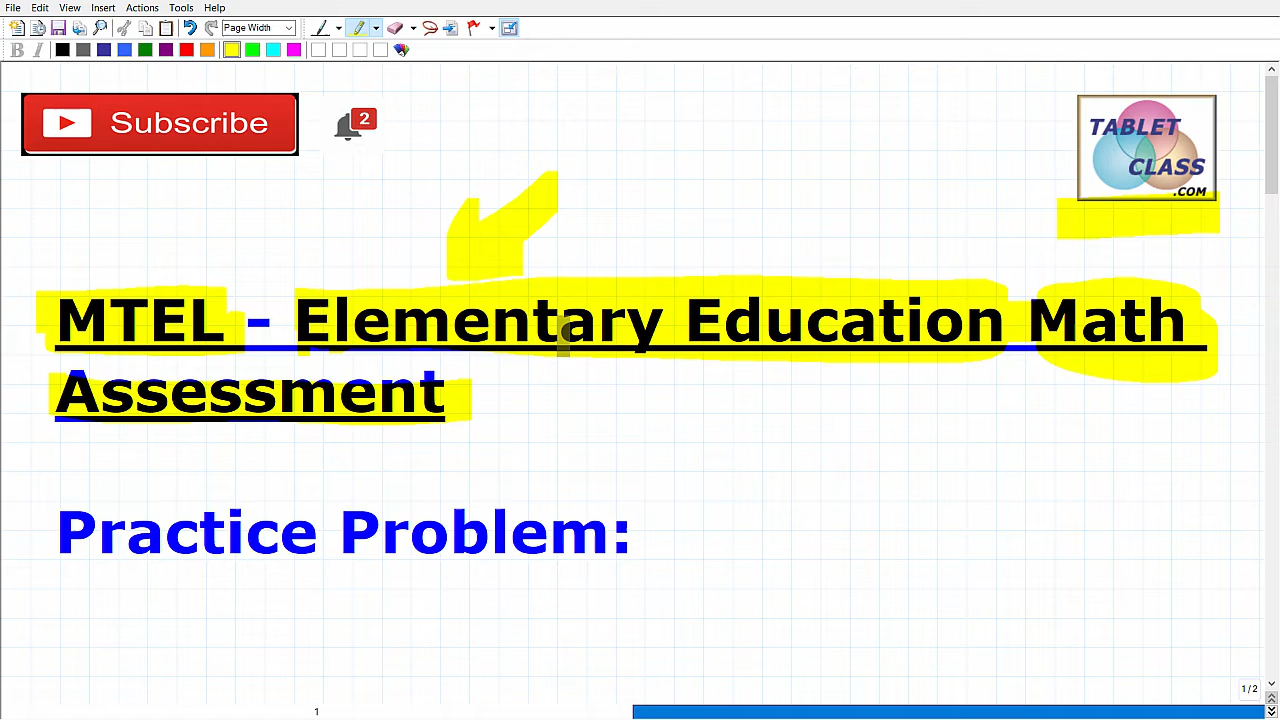 File Edit View Insert Actions Tools Help
Page Width
B I
Subscribe
2
TABLET
CLASS
.COM
MTEL - Elementary Education Math
Assessment
Practice Problem:
1/2
1